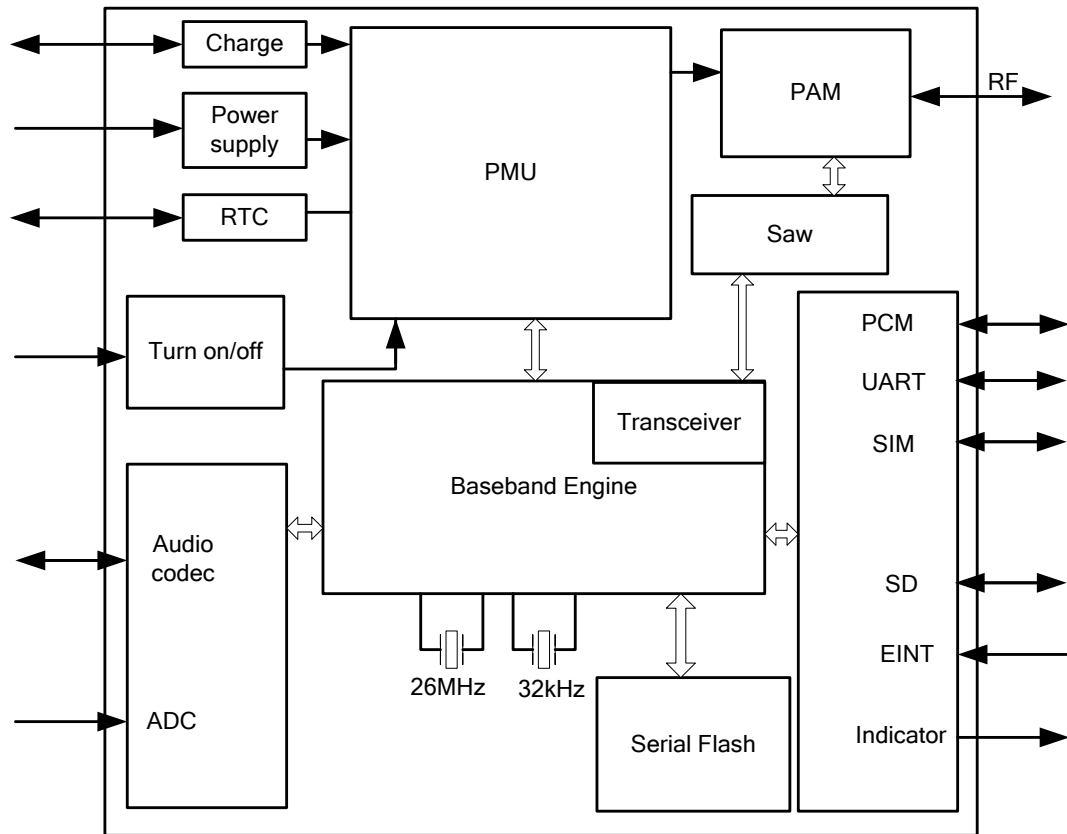 Charge
Power
supply
RTC
PMU
PAM
RF
Saw
Turn on/off
Transceiver
Baseband Engine
PCM
UART
SIM
SD
EINT
Indicator
Audio
codec
ADC
26MHz
32kHz
Serial Flash